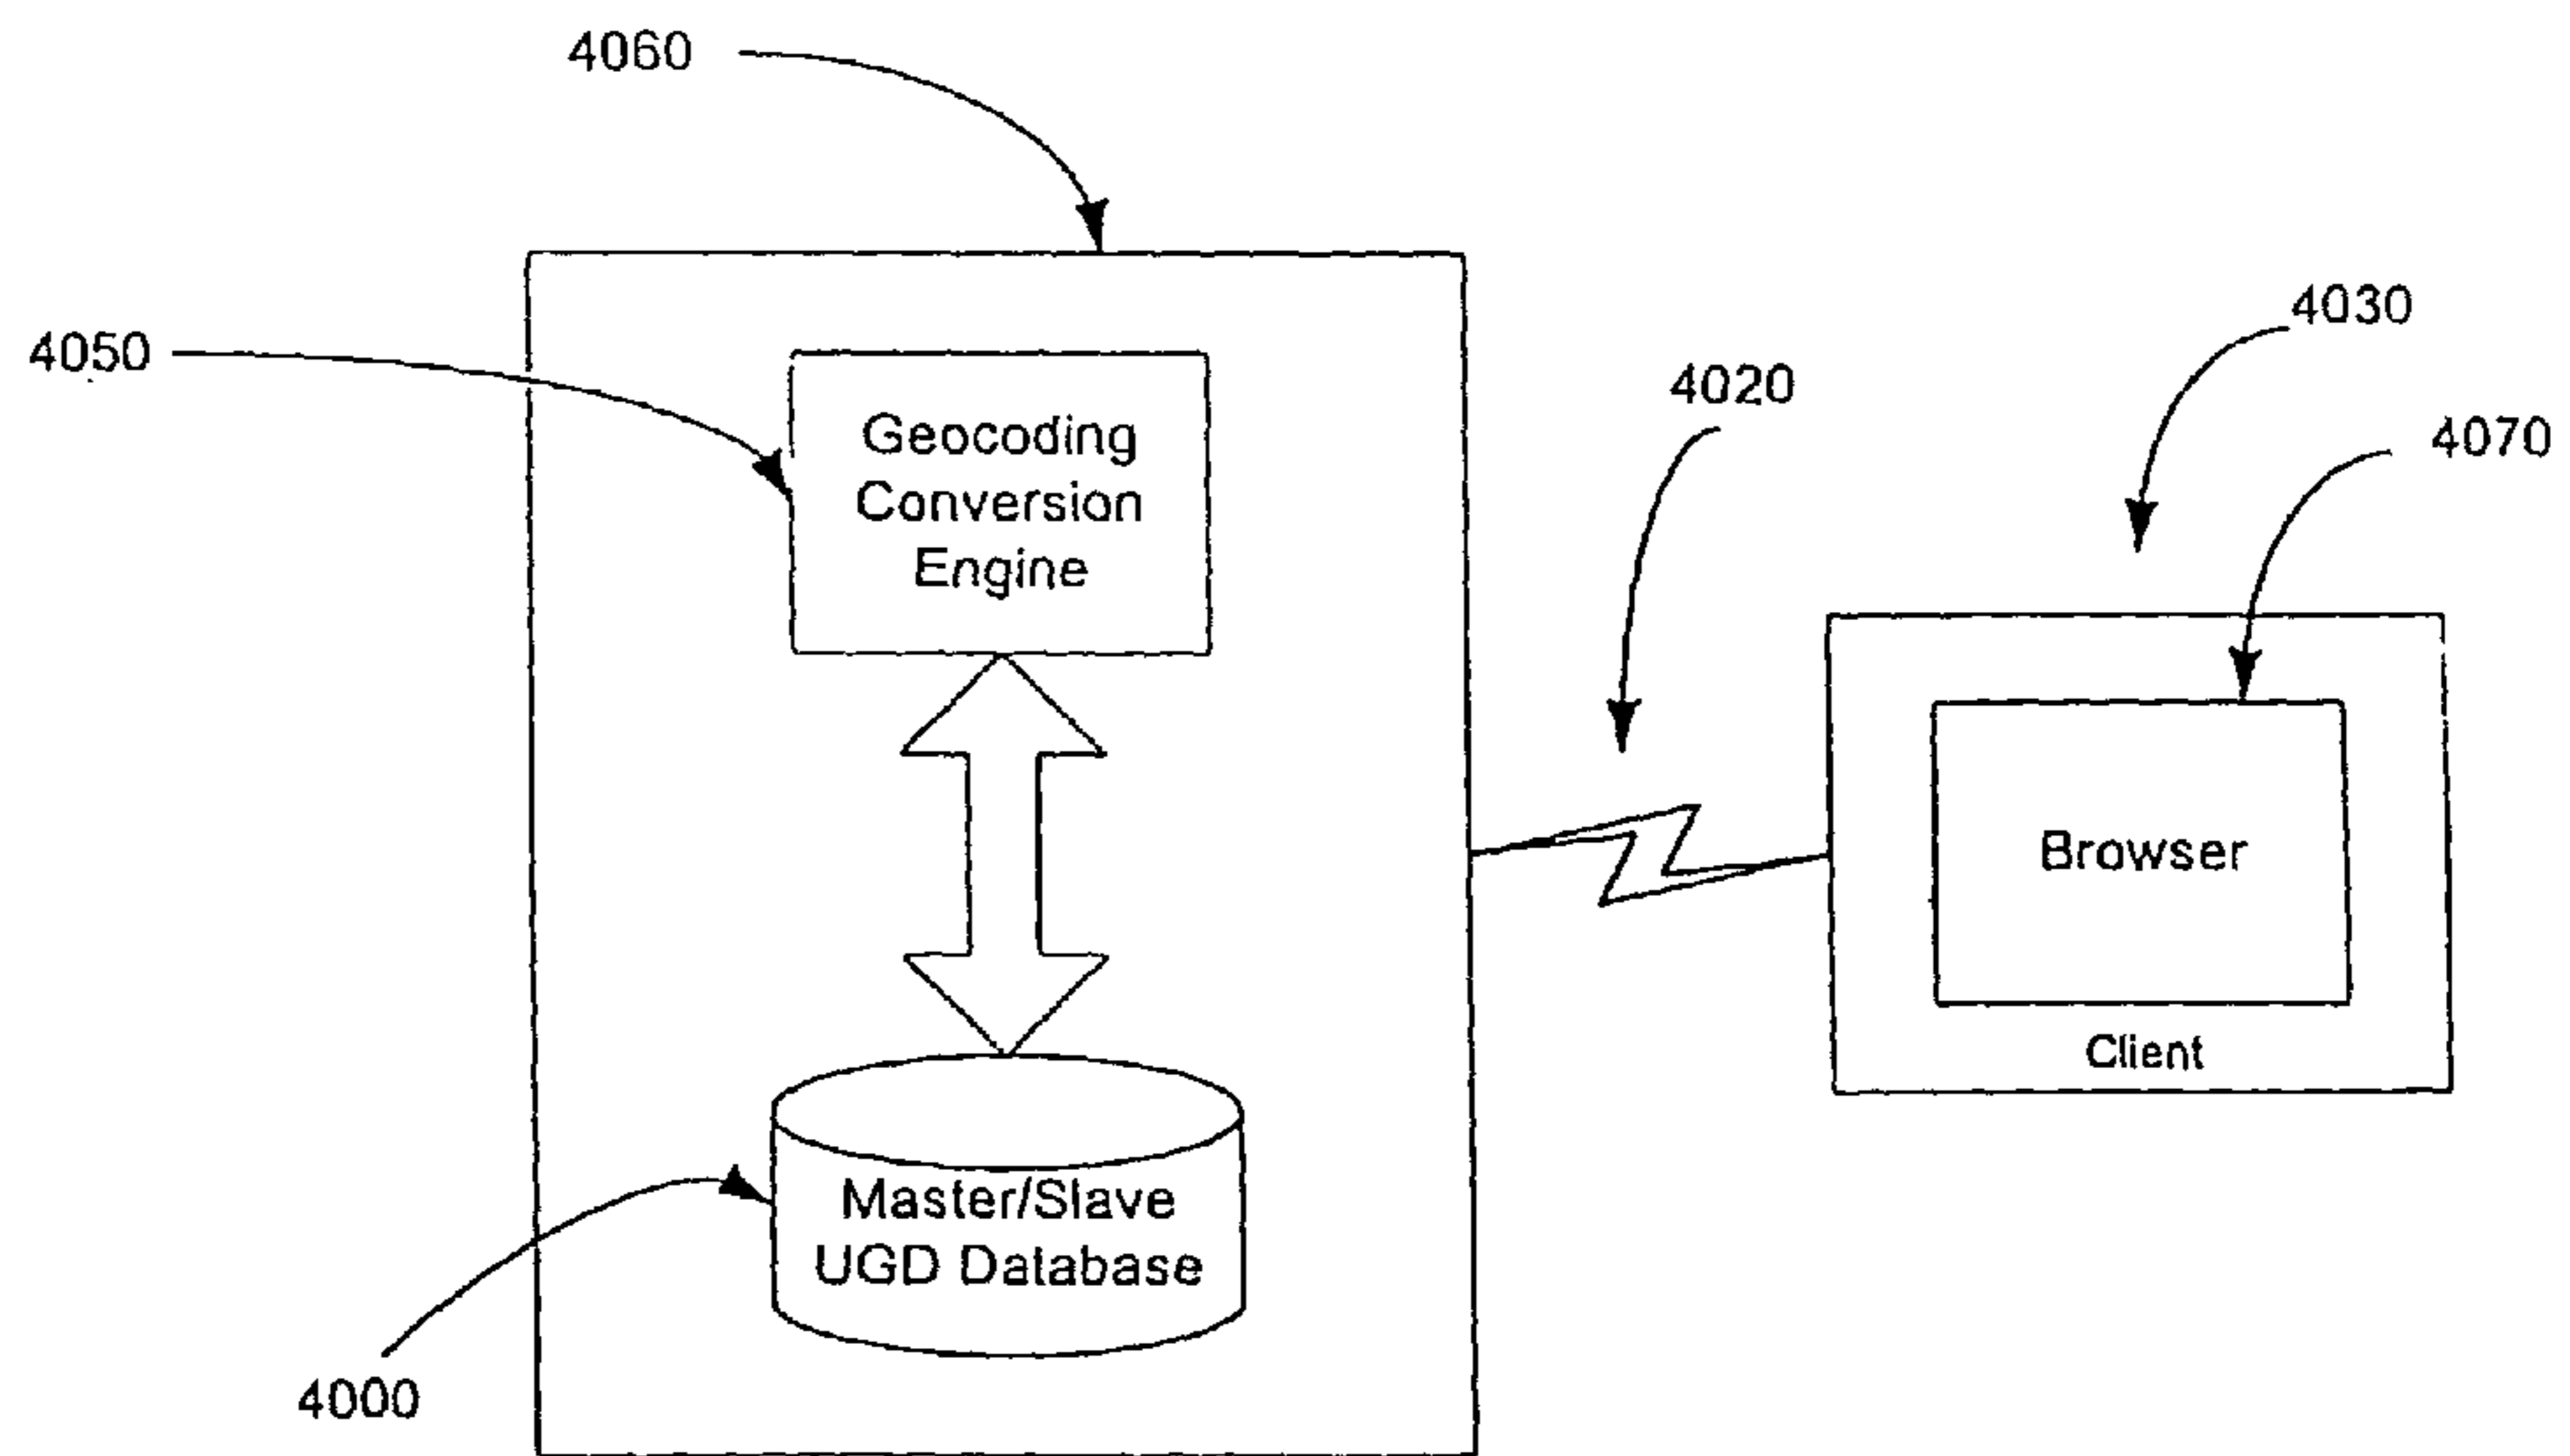 4060
4050
4030
4020
4070
Geocoding
Conversion
Engine
Browser
Client
Master/Slave
UGD Database
4000